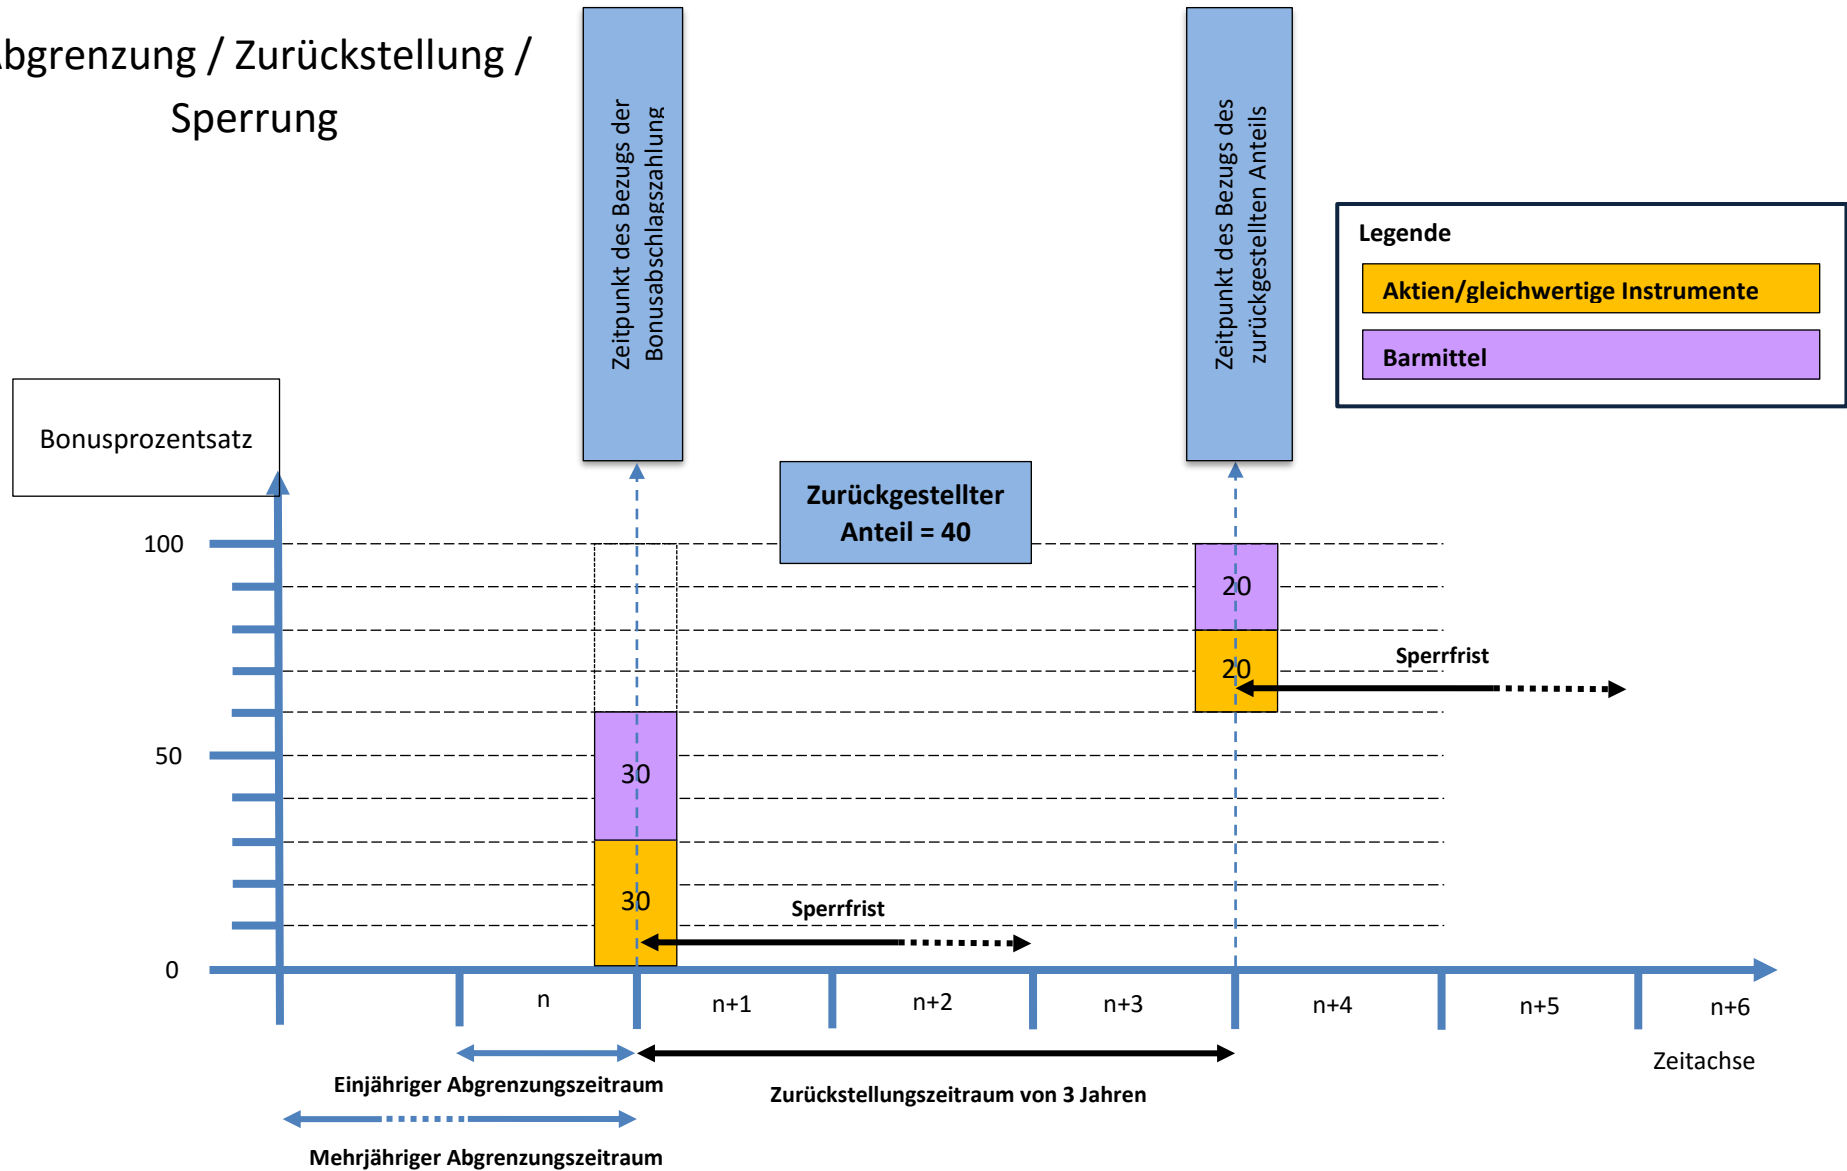 Abgrenzung / Zurückstellung /
Sperrung
Zeitpunkt des Bezugs der
Bonusabschlagszahlung
Zeitpunkt des Bezugs des
zurückgestellten Anteils
Legende
Aktien/gleichwertige Instrumente
Barmittel
Bonusprozentsatz
Zurückgestellter
Anteil = 40
100
20
20
Sperrfrist
50
30
30
Sperrfrist
0
n
n+1
n+2
n+3
n+4
n+5
n+6
Zeitachse
Einjähriger Abgrenzungszeitraum
Zurückstellungszeitraum von 3 Jahren
Mehrjähriger Abgrenzungszeitraum